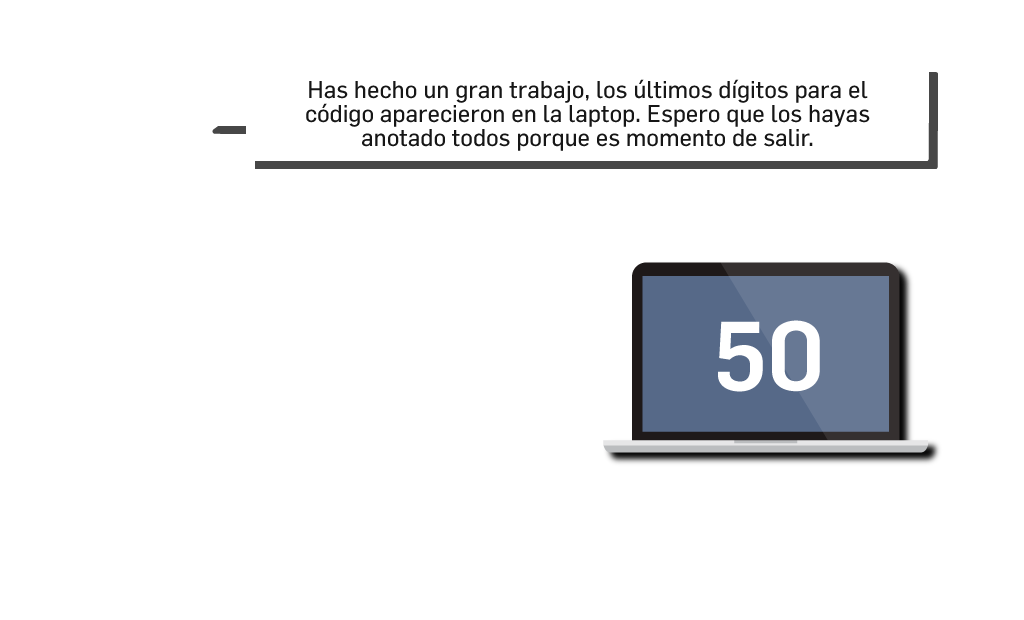 Has hecho un gran trabajo, los últimos dígitos para el
código aparecieron en la laptop. Espero que los hayas
anotado todos porque es momento de salir.
50